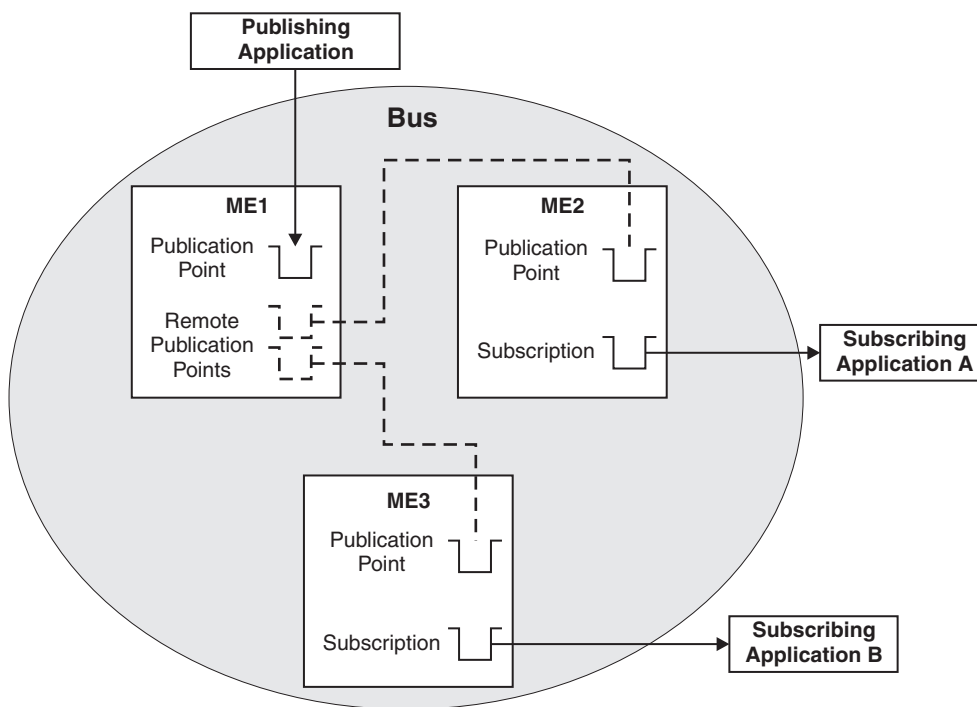 Publishing
Application
Bus
ME1
Publication
Point
Remote
Publication
Points
ME2
Publication
Point
Subscription
Subscribing
Application A
ME3
Publication
Point
Subscription
Subscribing
Application B